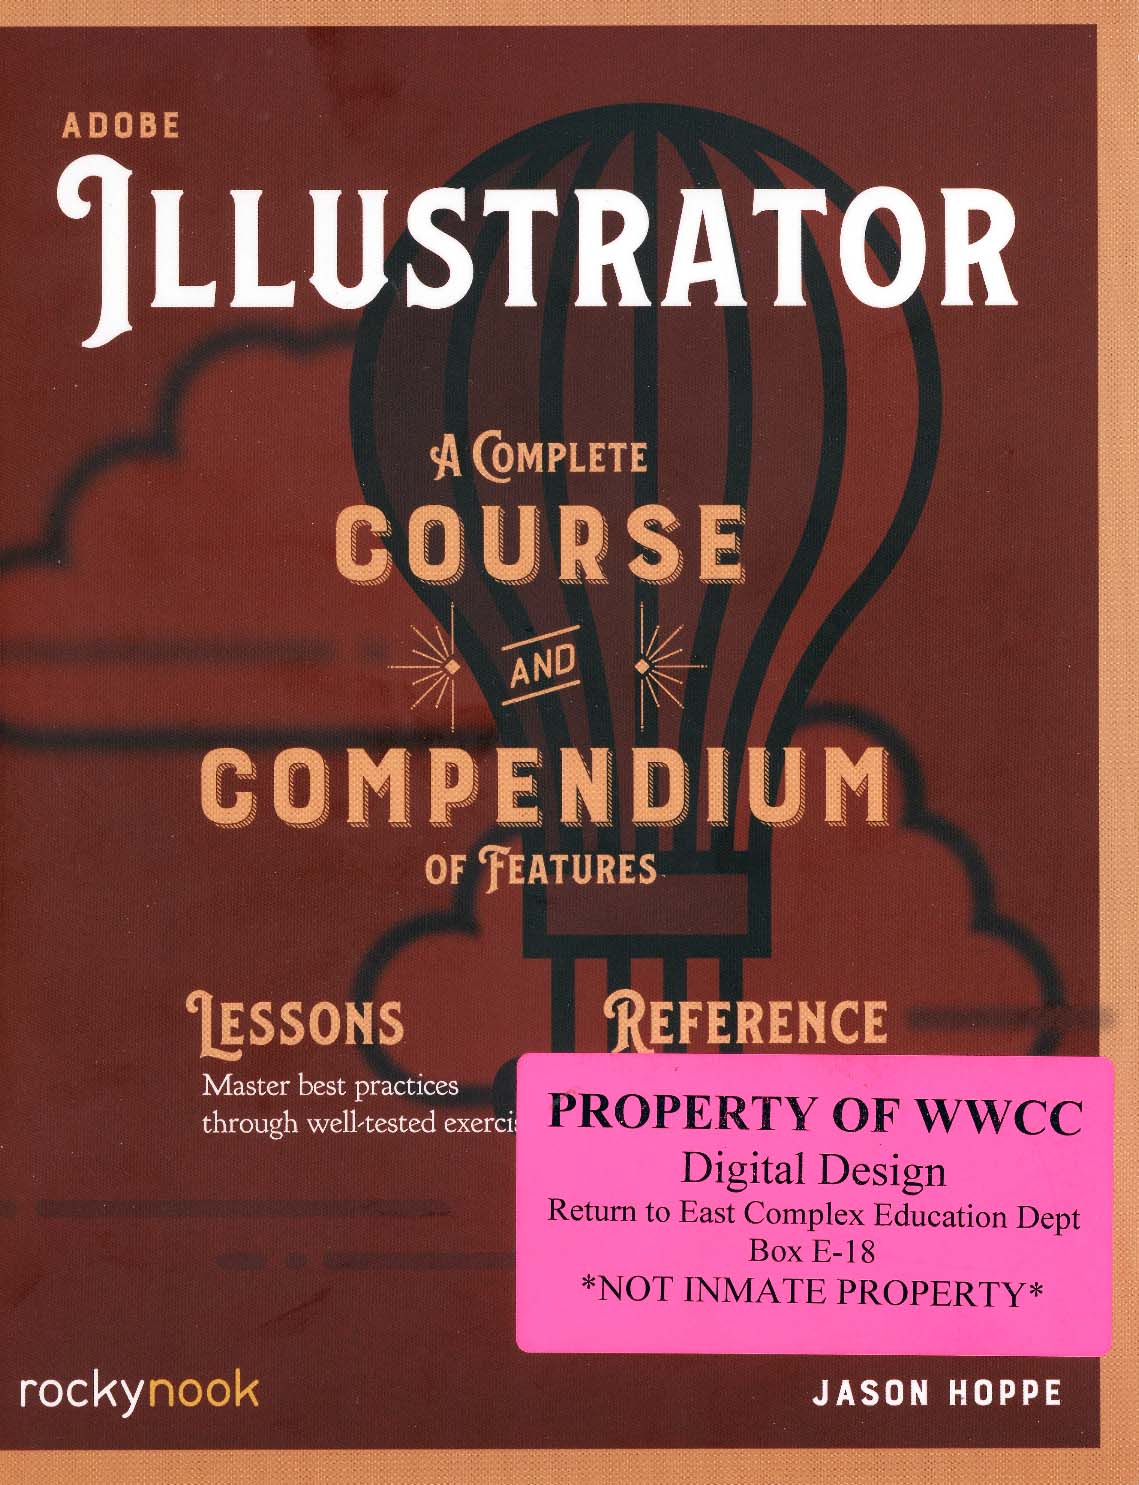 ADOBE
ILLUSTRATOR
A COMPLETE
COURSE
AND
COMPENDIUM
OF FEATURES
LESSONS
Master best practices
through well-tested
REFERENCE
PROPERTY OF WWCC
Digital Design
Return to East Complex Education Dept
Box E-18
*NOT INMATE PROPERTY*
rockynook
JASON HOPPE